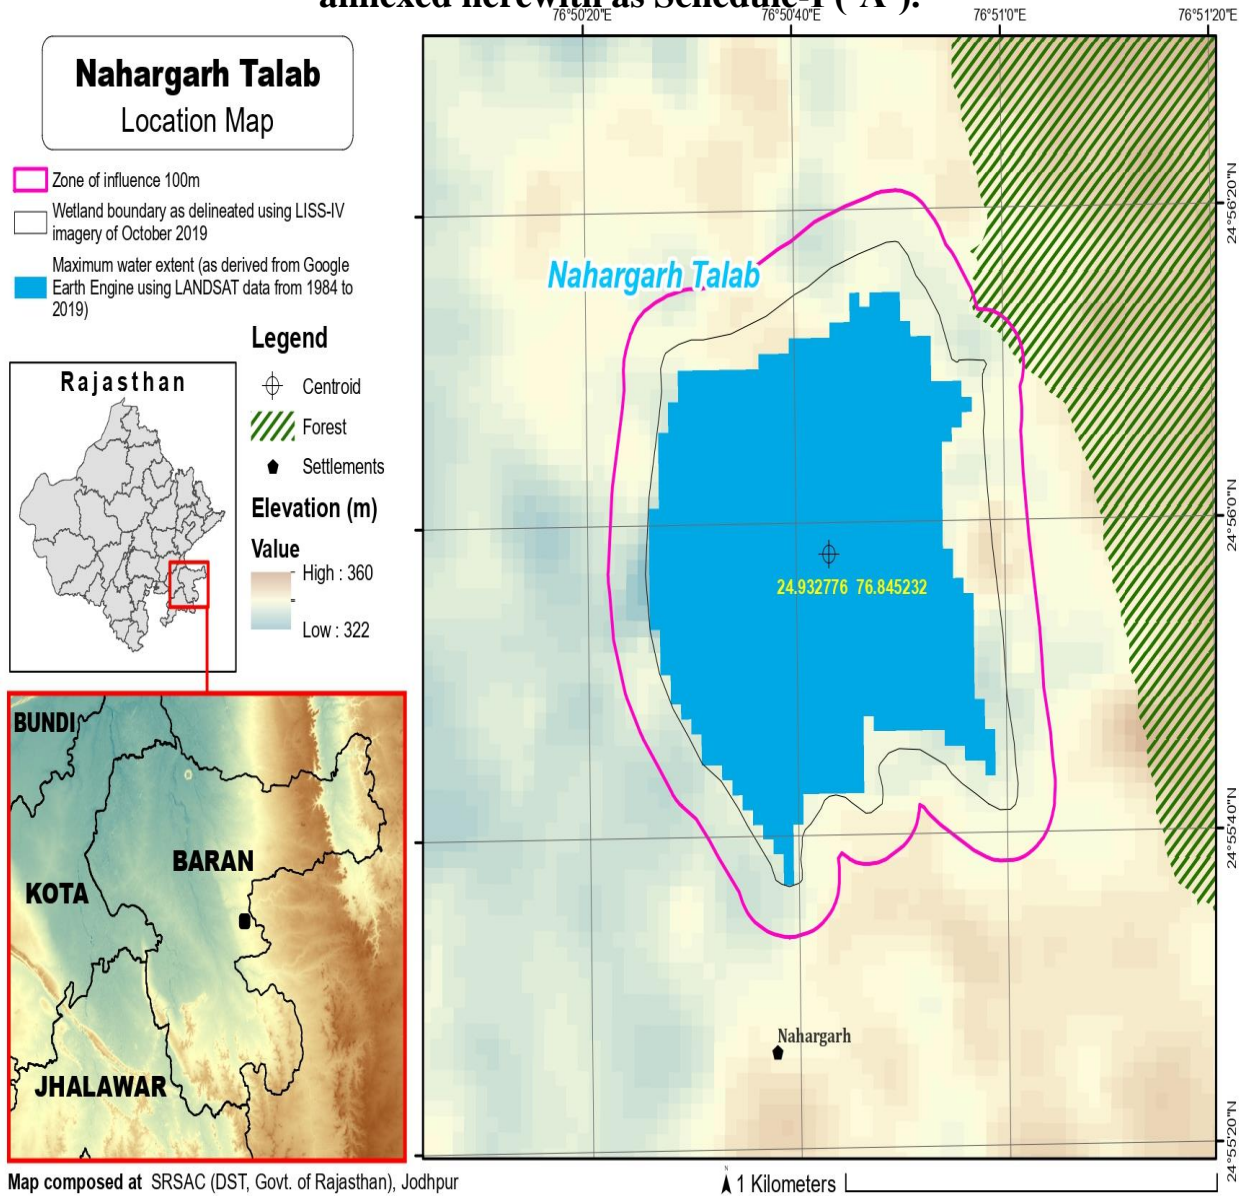 annexed herewith as Schedule-I ("A").
76°50'20"E 76°50'40"E 76°51'0"E 76°51'20"E
Nahargarh Talab
Location Map
Zone of influence 100m
Wetland boundary as delineated using LISS-IV
imagery of October 2019
Maximum water extent (as derived from Google
Earth Engine using LANDSAT data from 1984 to
2019)
Legend
Centroid
Forest
Settlements
Elevation (m)
Value
High : 360
Low : 322
Rajasthan
BUNDI
BARAN
KOTA
JHALAWAR
Nahargarh Talab
24.932776 76.845232
Nahargarh
24°56'20"N
24°56'0"N
24°55'40"N
24°55'20"N
Map composed at SRSAC (DST, Govt. of Rajasthan), Jodhpur
N
1 Kilometers